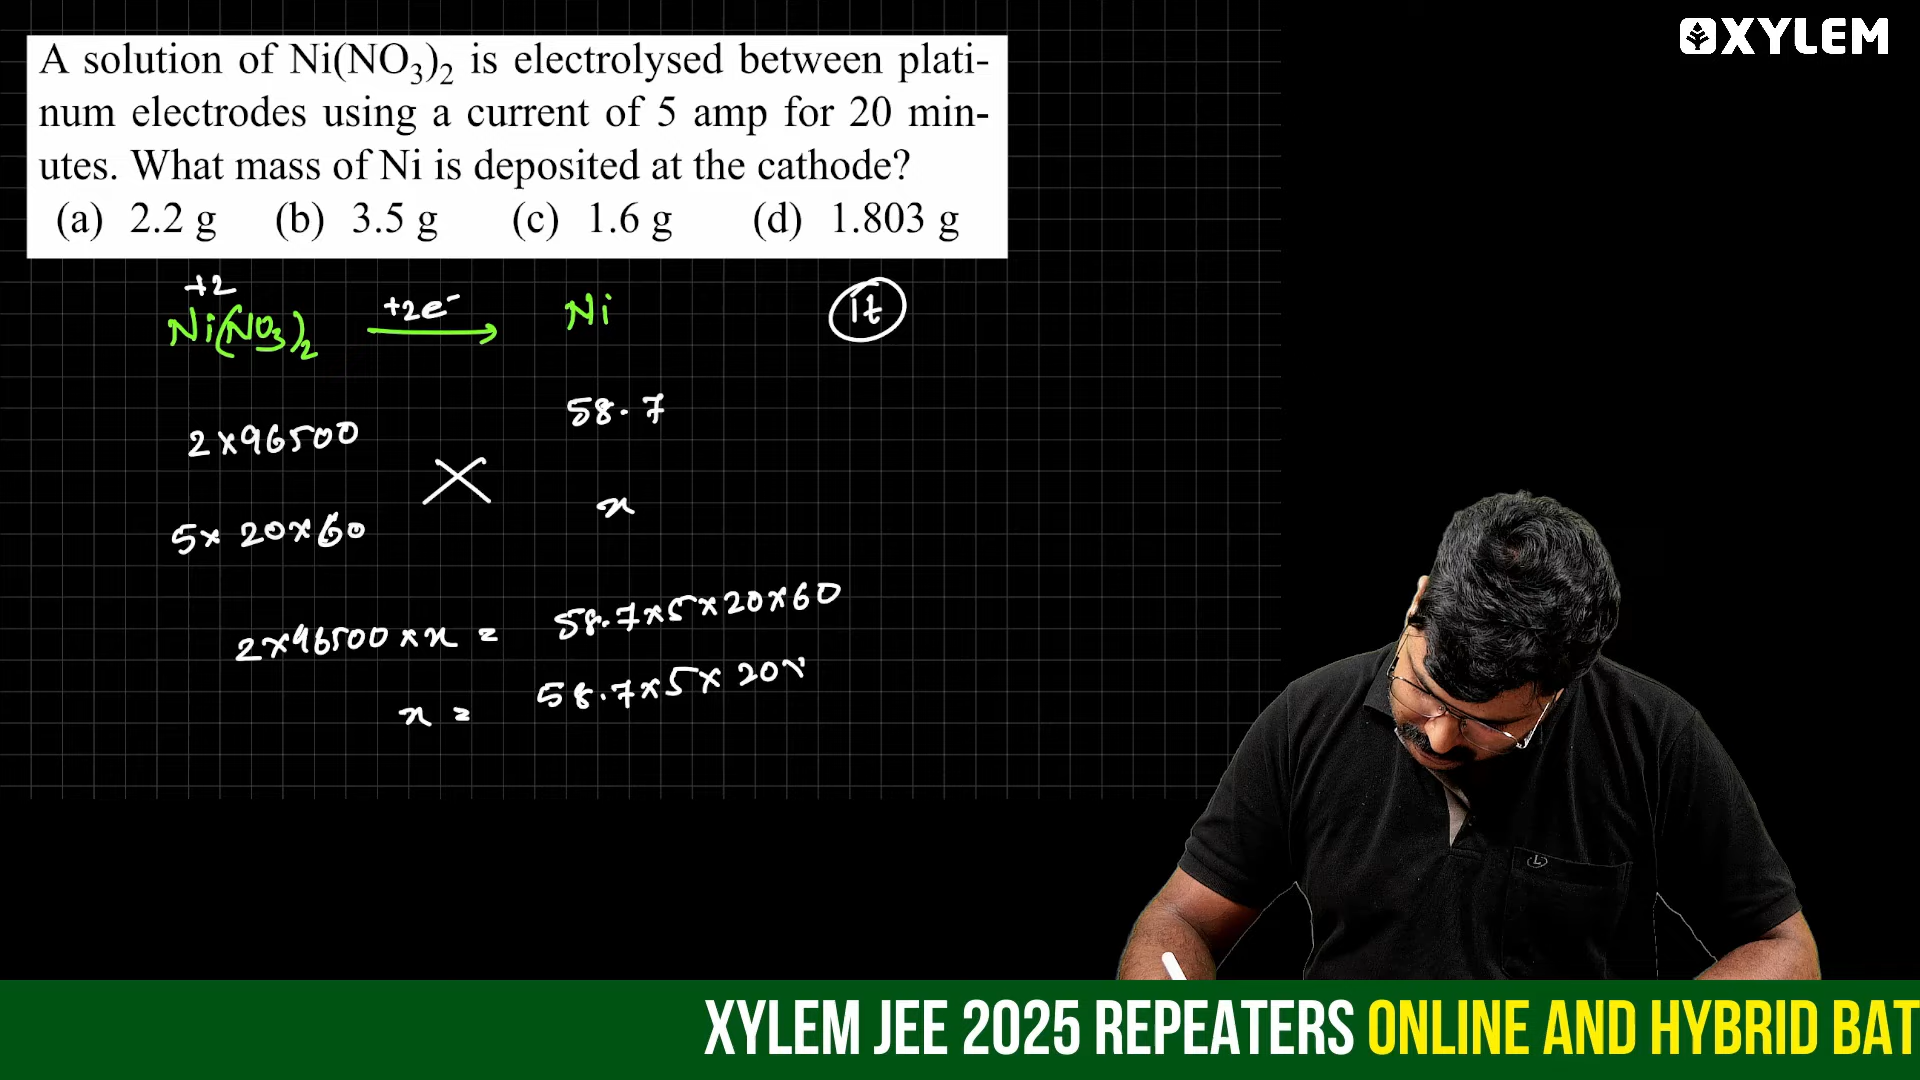 XYLEM
A solution of Ni(NO₃)₂ is electrolysed between plati-
num electrodes using a current of 5 amp for 20 min-
utes. What mass of Ni is deposited at the cathode?
(a) 2.2 g (b) 3.5 g (c) 1.6 g (d) 1.803 g
+2
Ni(NO₃)₂ +2e⁻ → Ni
It
2×96500 58.7
5×20×60 x
2×96500×x = 58.7×5×20×60
x = 58.7×5×20×
XYLEM JEE 2025 REPEATERS ONLINE AND HYBRID BAT